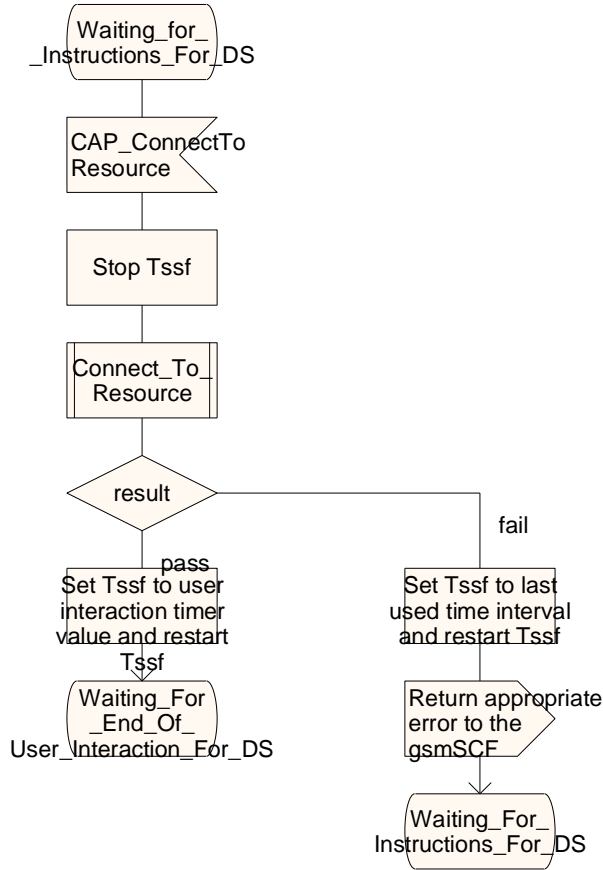 Waiting_for_
_Instructions_For_DS
CAP_ConnectTo
Resource
Stop Tssf
Connect_To_
Resource
result
fail
pass
Set Tssf to user
interaction timer
value and restart
Tssf
Set Tssf to last
used time interval
and restart Tssf
Waiting_For
_End_Of_
User_Interaction_For_DS
Return appropriate
error to the
gsmSCF
Waiting_For_
Instructions_For_DS